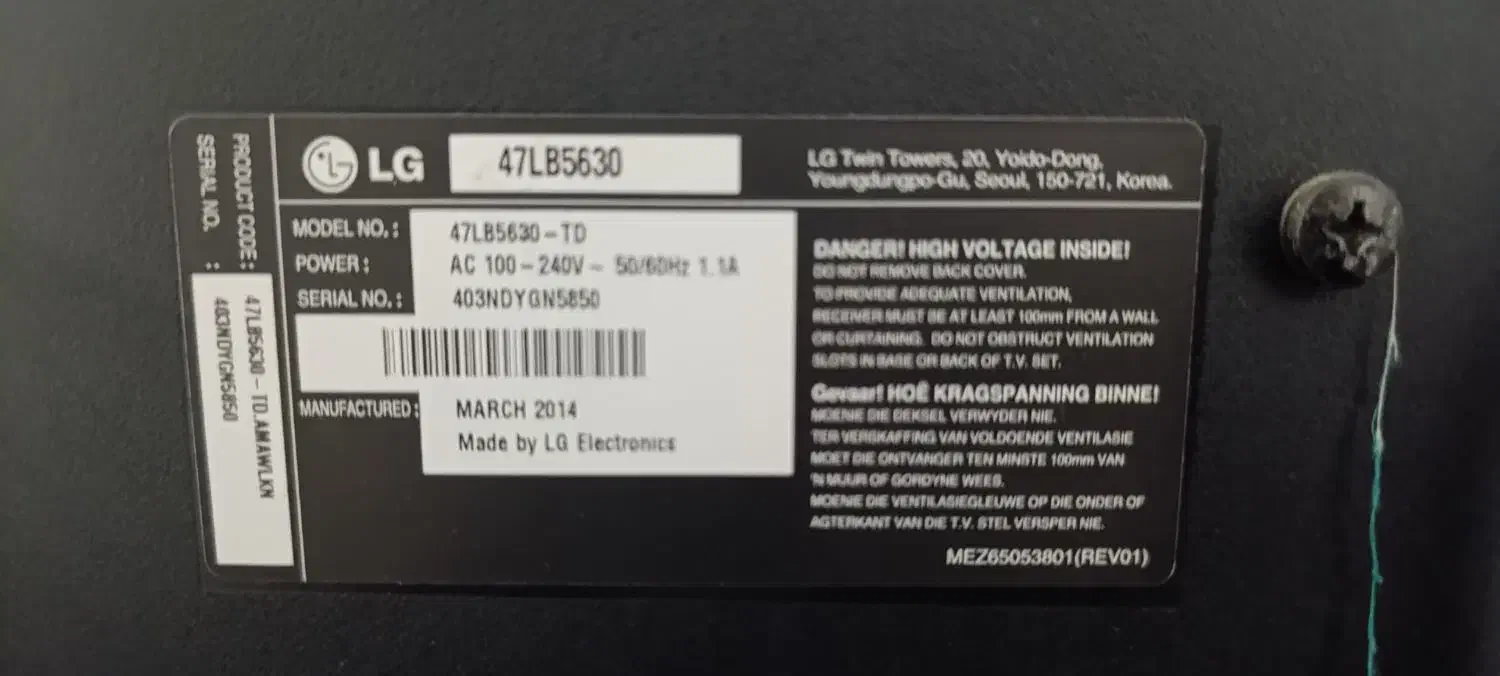 PRODUCT CODE: 47LB5630-TD.AMAWLKN
SERIAL NO. : 403NDYGN5850
LG 47LB5630
LG Twin Towers, 20, Yoido-Dong,
Youngdungpo-Gu, Seoul, 150-721, Korea.
MODEL NO. : 47LB5630-TD
POWER : AC 100-240V~ 50/60Hz 1.1A
SERIAL NO. : 403NDYGN5850
MANUFACTURED : MARCH 2014
Made by LG Electronics
DANGER! HIGH VOLTAGE INSIDE!
DO NOT REMOVE BACK COVER.
TO PROVIDE ADEQUATE VENTILATION,
RECEIVER MUST BE AT LEAST 100mm FROM A WALL
OR CURTAINING. DO NOT OBSTRUCT VENTILATION
SLOTS IN BASE OR BACK OF T.V. SET.
Gevaar! HOË KRAGSPANNING BINNE!
MOENIE DIE DEKSEL VERWYDER NIE.
TER VERSKAFFING VAN VOLDOENDE VENTILASIE
MOET DIE ONTVANGER TEN MINSTE 100mm VAN
'N MUUR OF GORDYNE WEES.
MOENIE DIE VENTILASIEGLEUWE OP DIE ONDER OF
AGTERKANT VAN DIE T.V. STEL VERSPER NIE.
MEZ65053801(REV01)